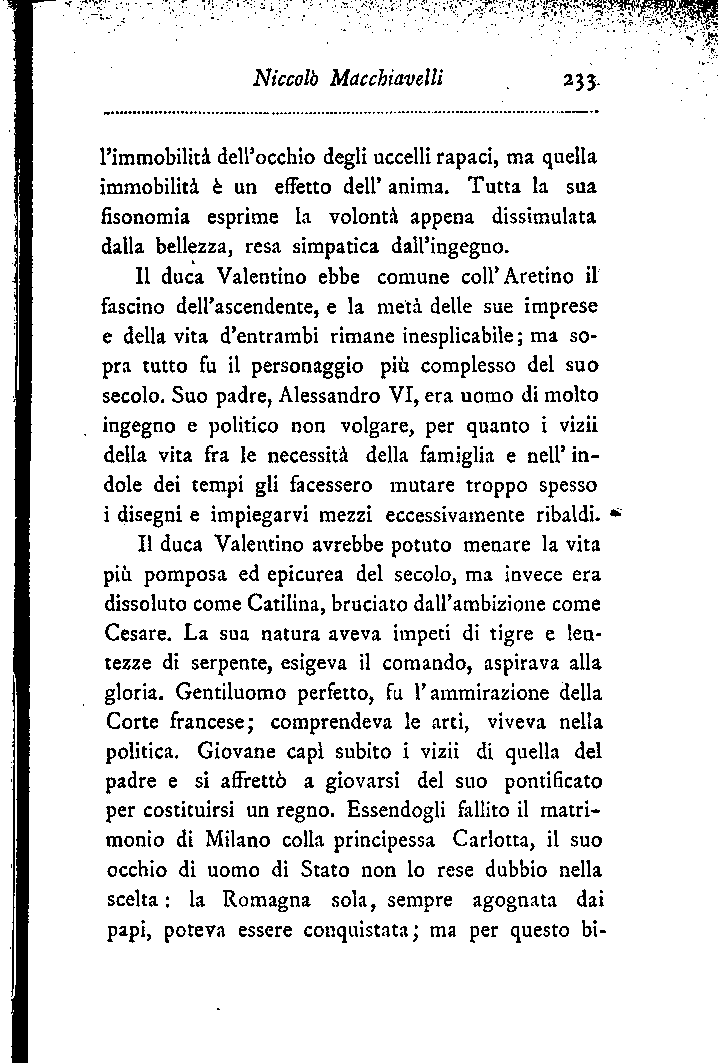 Niccolò Macchiavelli 233
l'immobilità dell'occhio degli uccelli rapaci, ma quella
immobilità è un effetto dell' anima. Tutta la sua
fisonomia esprime la volontà appena dissimulata
dalla bellezza, resa simpatica dall'ingegno.
Il duca Valentino ebbe comune coll' Aretino il
fascino dell'ascendente, e la metà delle sue imprese
e della vita d'entrambi rimane inesplicabile; ma so-
pra tutto fu il personaggio più complesso del suo
secolo. Suo padre, Alessandro VI, era uomo di molto
ingegno e politico non volgare, per quanto i vizii
della vita fra le necessità della famiglia e nell' in-
dole dei tempi gli facessero mutare troppo spesso
i disegni e impiegarvi mezzi eccessivamente ribaldi.
Il duca Valentino avrebbe potuto menare la vita
più pomposa ed epicurea del secolo, ma invece era
dissoluto come Catilina, bruciato dall'ambizione come
Cesare. La sua natura aveva impeti di tigre e len-
tezze di serpente, esigeva il comando, aspirava alla
gloria. Gentiluomo perfetto, fu l' ammirazione della
Corte francese; comprendeva le arti, viveva nella
politica. Giovane capì subito i vizii di quella del
padre e si affrettò a giovarsi del suo pontificato
per costituirsi un regno. Essendogli fallito il matri-
monio di Milano colla principessa Carlotta, il suo
occhio di uomo di Stato non lo rese dubbio nella
scelta : la Romagna sola, sempre agognata dai
papi, poteva essere conquistata; ma per questo bi-